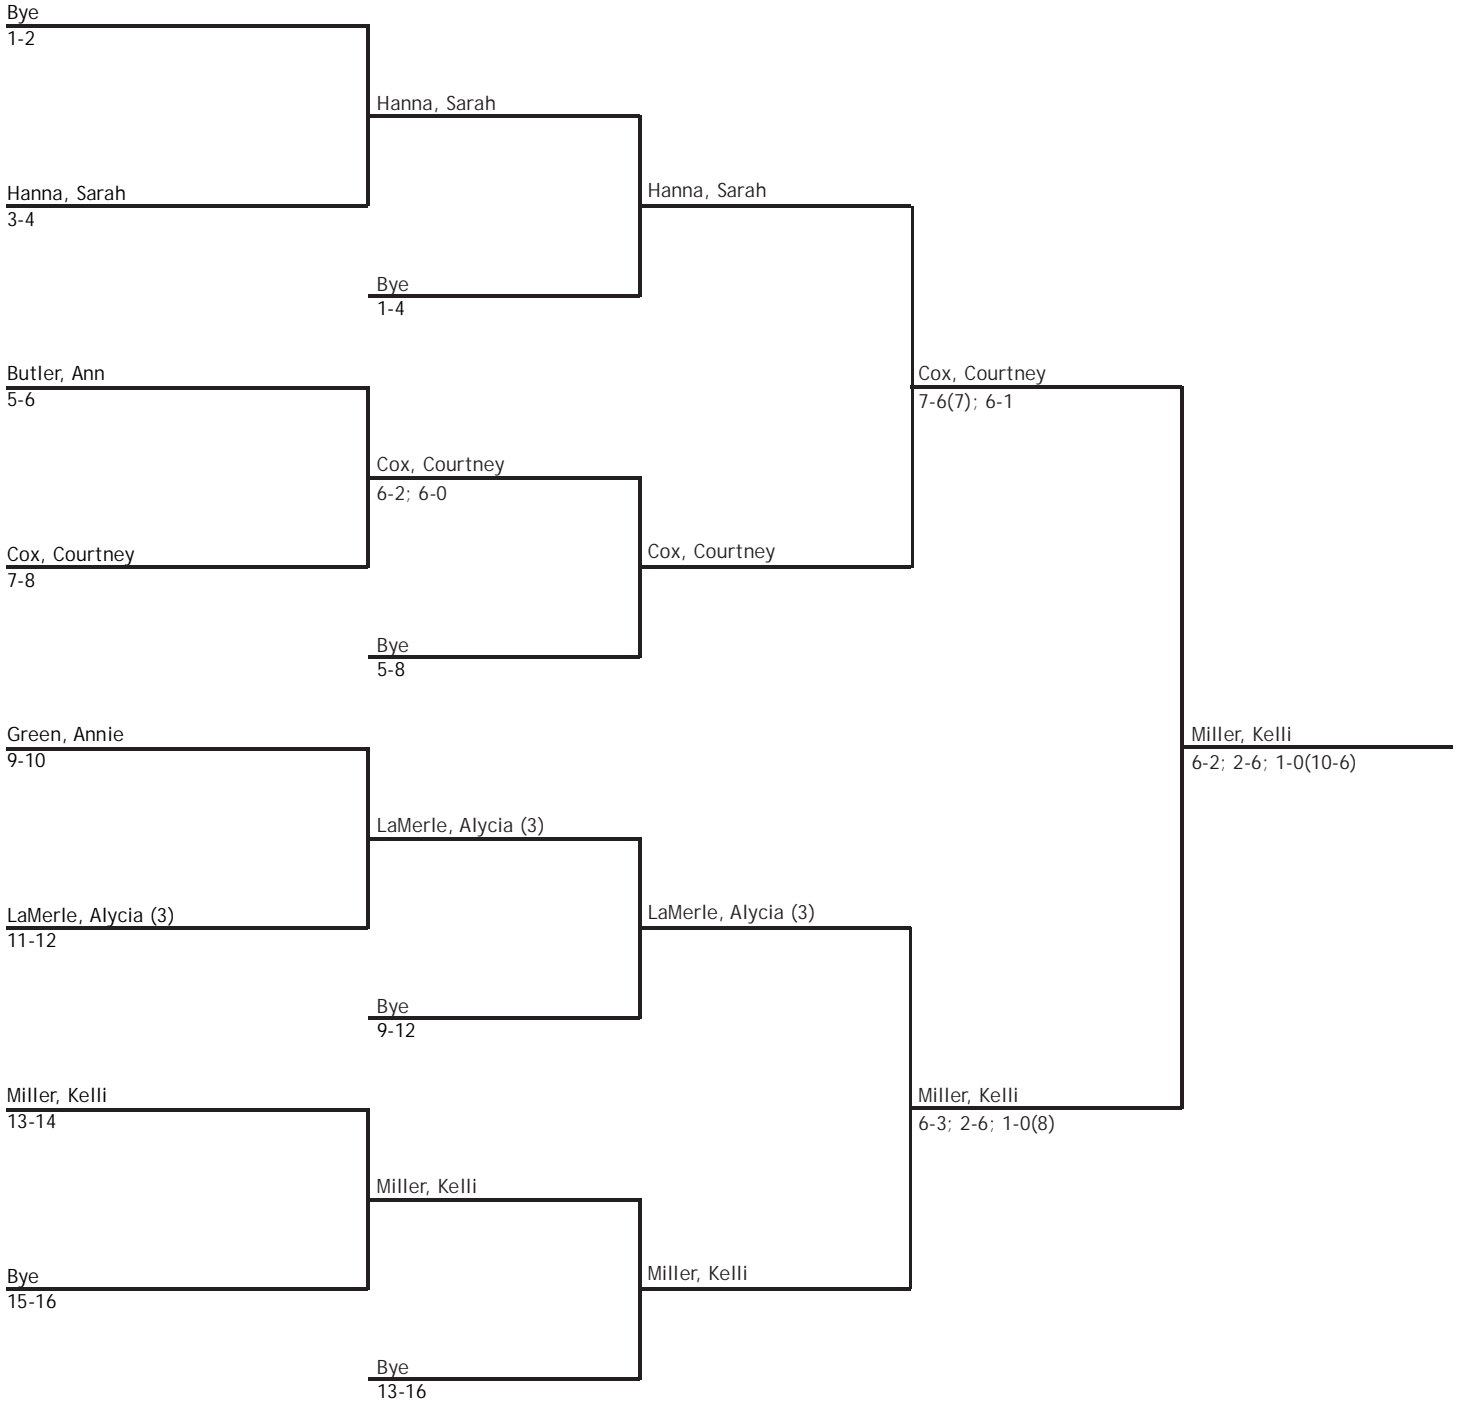 Bye
1-2
Hanna, Sarah
Hanna, Sarah
3-4
Hanna, Sarah
Bye
1-4
Butler, Ann
5-6
Cox, Courtney
7-6(7); 6-1
Cox, Courtney
6-2; 6-0
Cox, Courtney
7-8
Cox, Courtney
Bye
5-8
Green, Annie
9-10
Miller, Kelli
6-2; 2-6; 1-0(10-6)
LaMerle, Alycia (3)
LaMerle, Alycia (3)
11-12
LaMerle, Alycia (3)
Bye
9-12
Miller, Kelli
13-14
Miller, Kelli
6-3; 2-6; 1-0(8)
Miller, Kelli
Bye
15-16
Miller, Kelli
Bye
13-16